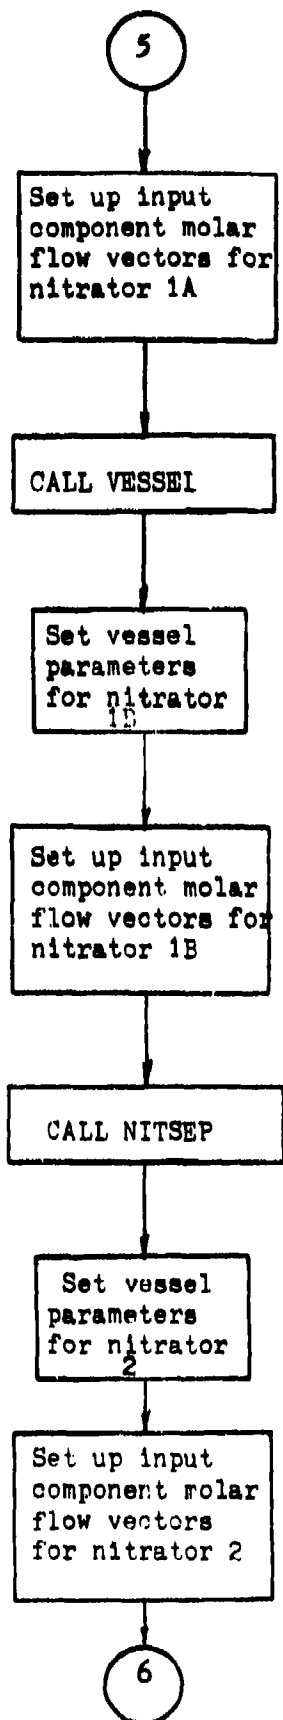 5
Set up input
component molar
flow vectors for
nitrator 1A
CALL VESSEL
Set vessel
parameters
for nitrator
1B
Set up input
component molar
flow vectors for
nitrator 1B
CALL NITSEP
Set vessel
parameters
for nitrator
2
Set up input
component molar
flow vectors
for nitrator 2
6